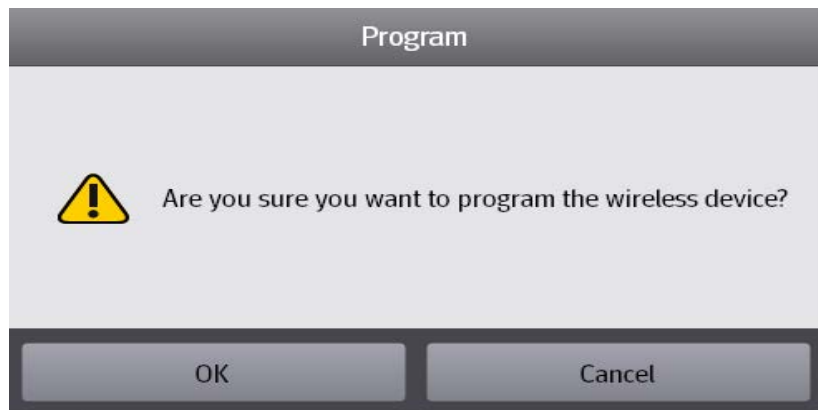 Program
Are you sure you want to program the wireless device?
OK
Cancel